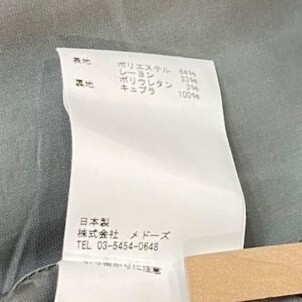 表地 ポリエステル 64%
レーヨン 33%
ポリウレタン 3%
裏地 キュプラ 100%
日本製
株式会社 メドーズ
TEL 03-5454-0648